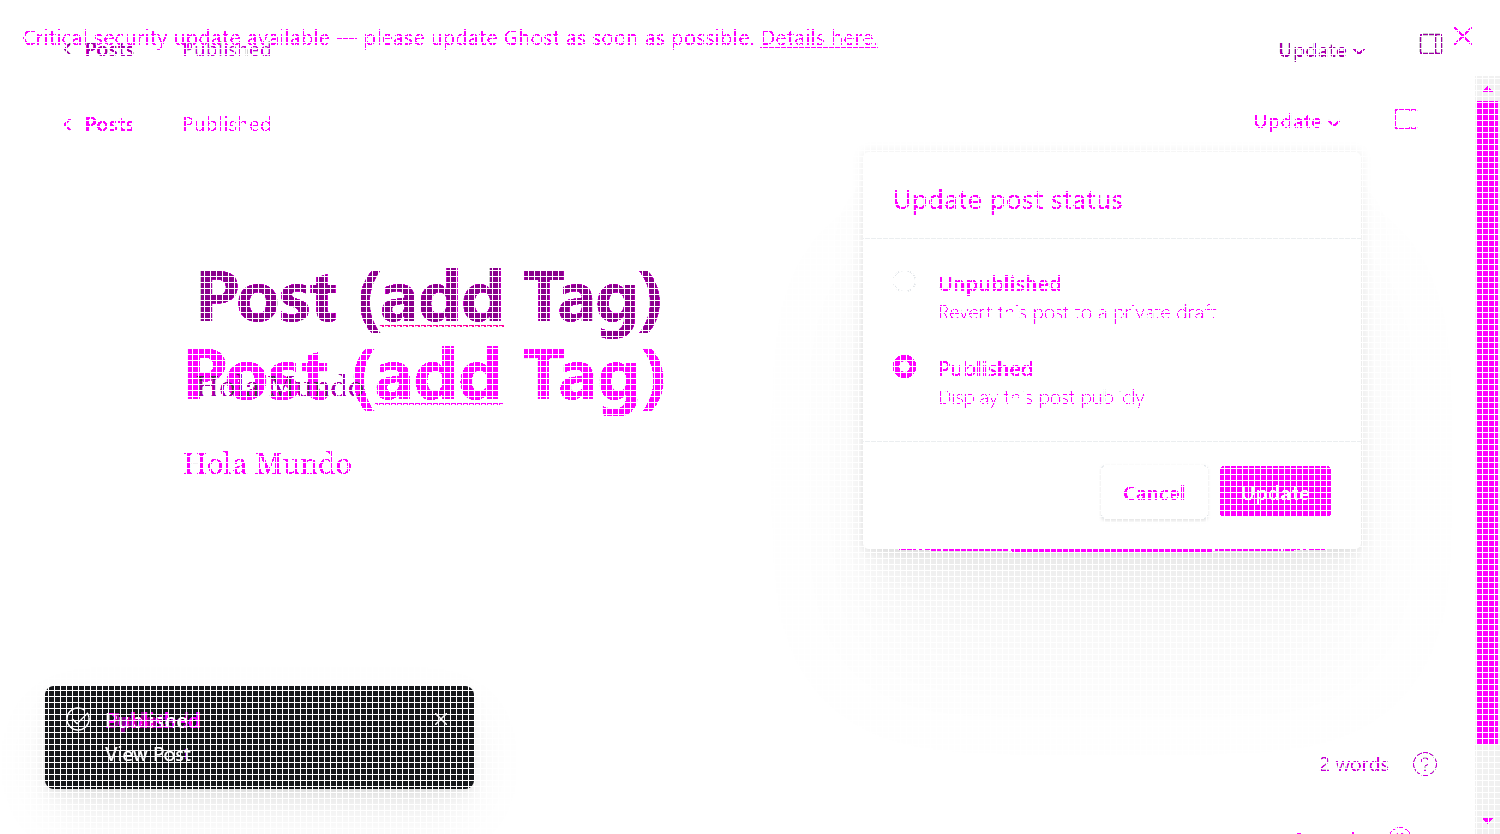 Critical security update available — please update Ghost as soon as possible. Details here.
Posts Published Update
Posts Published Update
Update post status
Unpublished
Revert this post to a private draft
Published
Display this post publicly
Cancel Update
Post (add Tag)
Post (add Tag)
Hola Mundo
Hola Mundo
Published
View Post
2 words